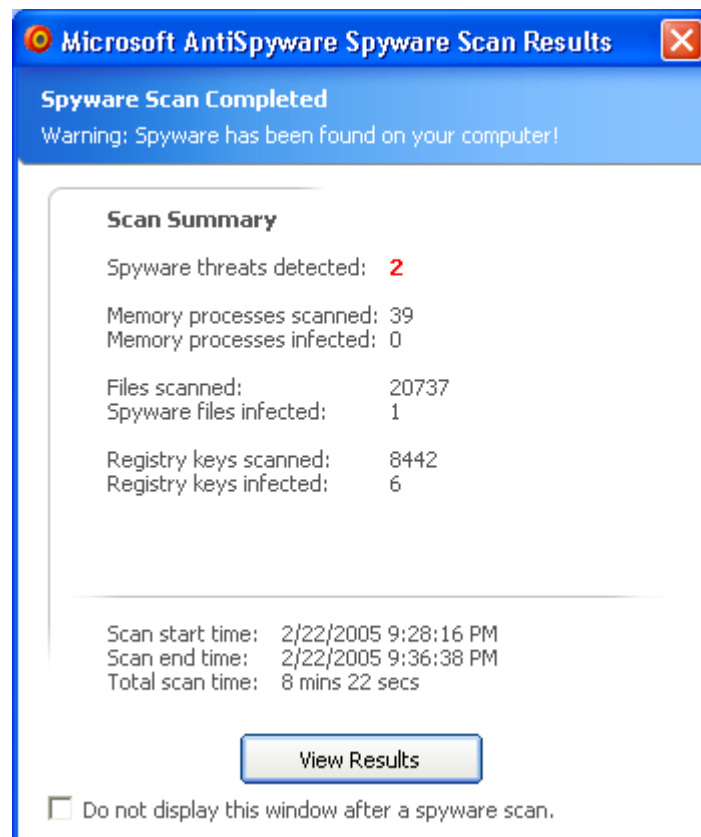 Microsoft AntiSpyware Spyware Scan Results
Spyware Scan Completed
Warning: Spyware has been found on your computer!
Scan Summary
Spyware threats detected: 2
Memory processes scanned: 39
Memory processes infected: 0
Files scanned: 20737
Spyware files infected: 1
Registry keys scanned: 8442
Registry keys infected: 6
Scan start time: 2/22/2005 9:28:16 PM
Scan end time: 2/22/2005 9:36:38 PM
Total scan time: 8 mins 22 secs
View Results
Do not display this window after a spyware scan.